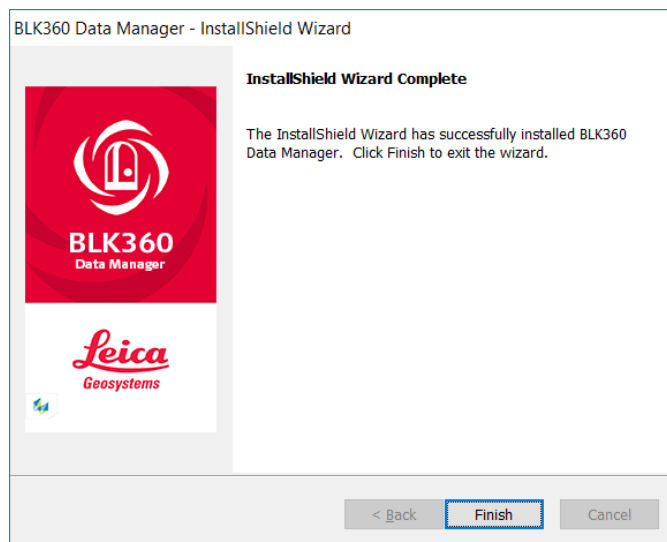 BLK360 Data Manager - InstallShield Wizard
InstallShield Wizard Complete
The InstallShield Wizard has successfully installed BLK360
Data Manager.  Click Finish to exit the wizard.
BLK360
Data Manager
Leica
Geosystems
< Back
Finish
Cancel